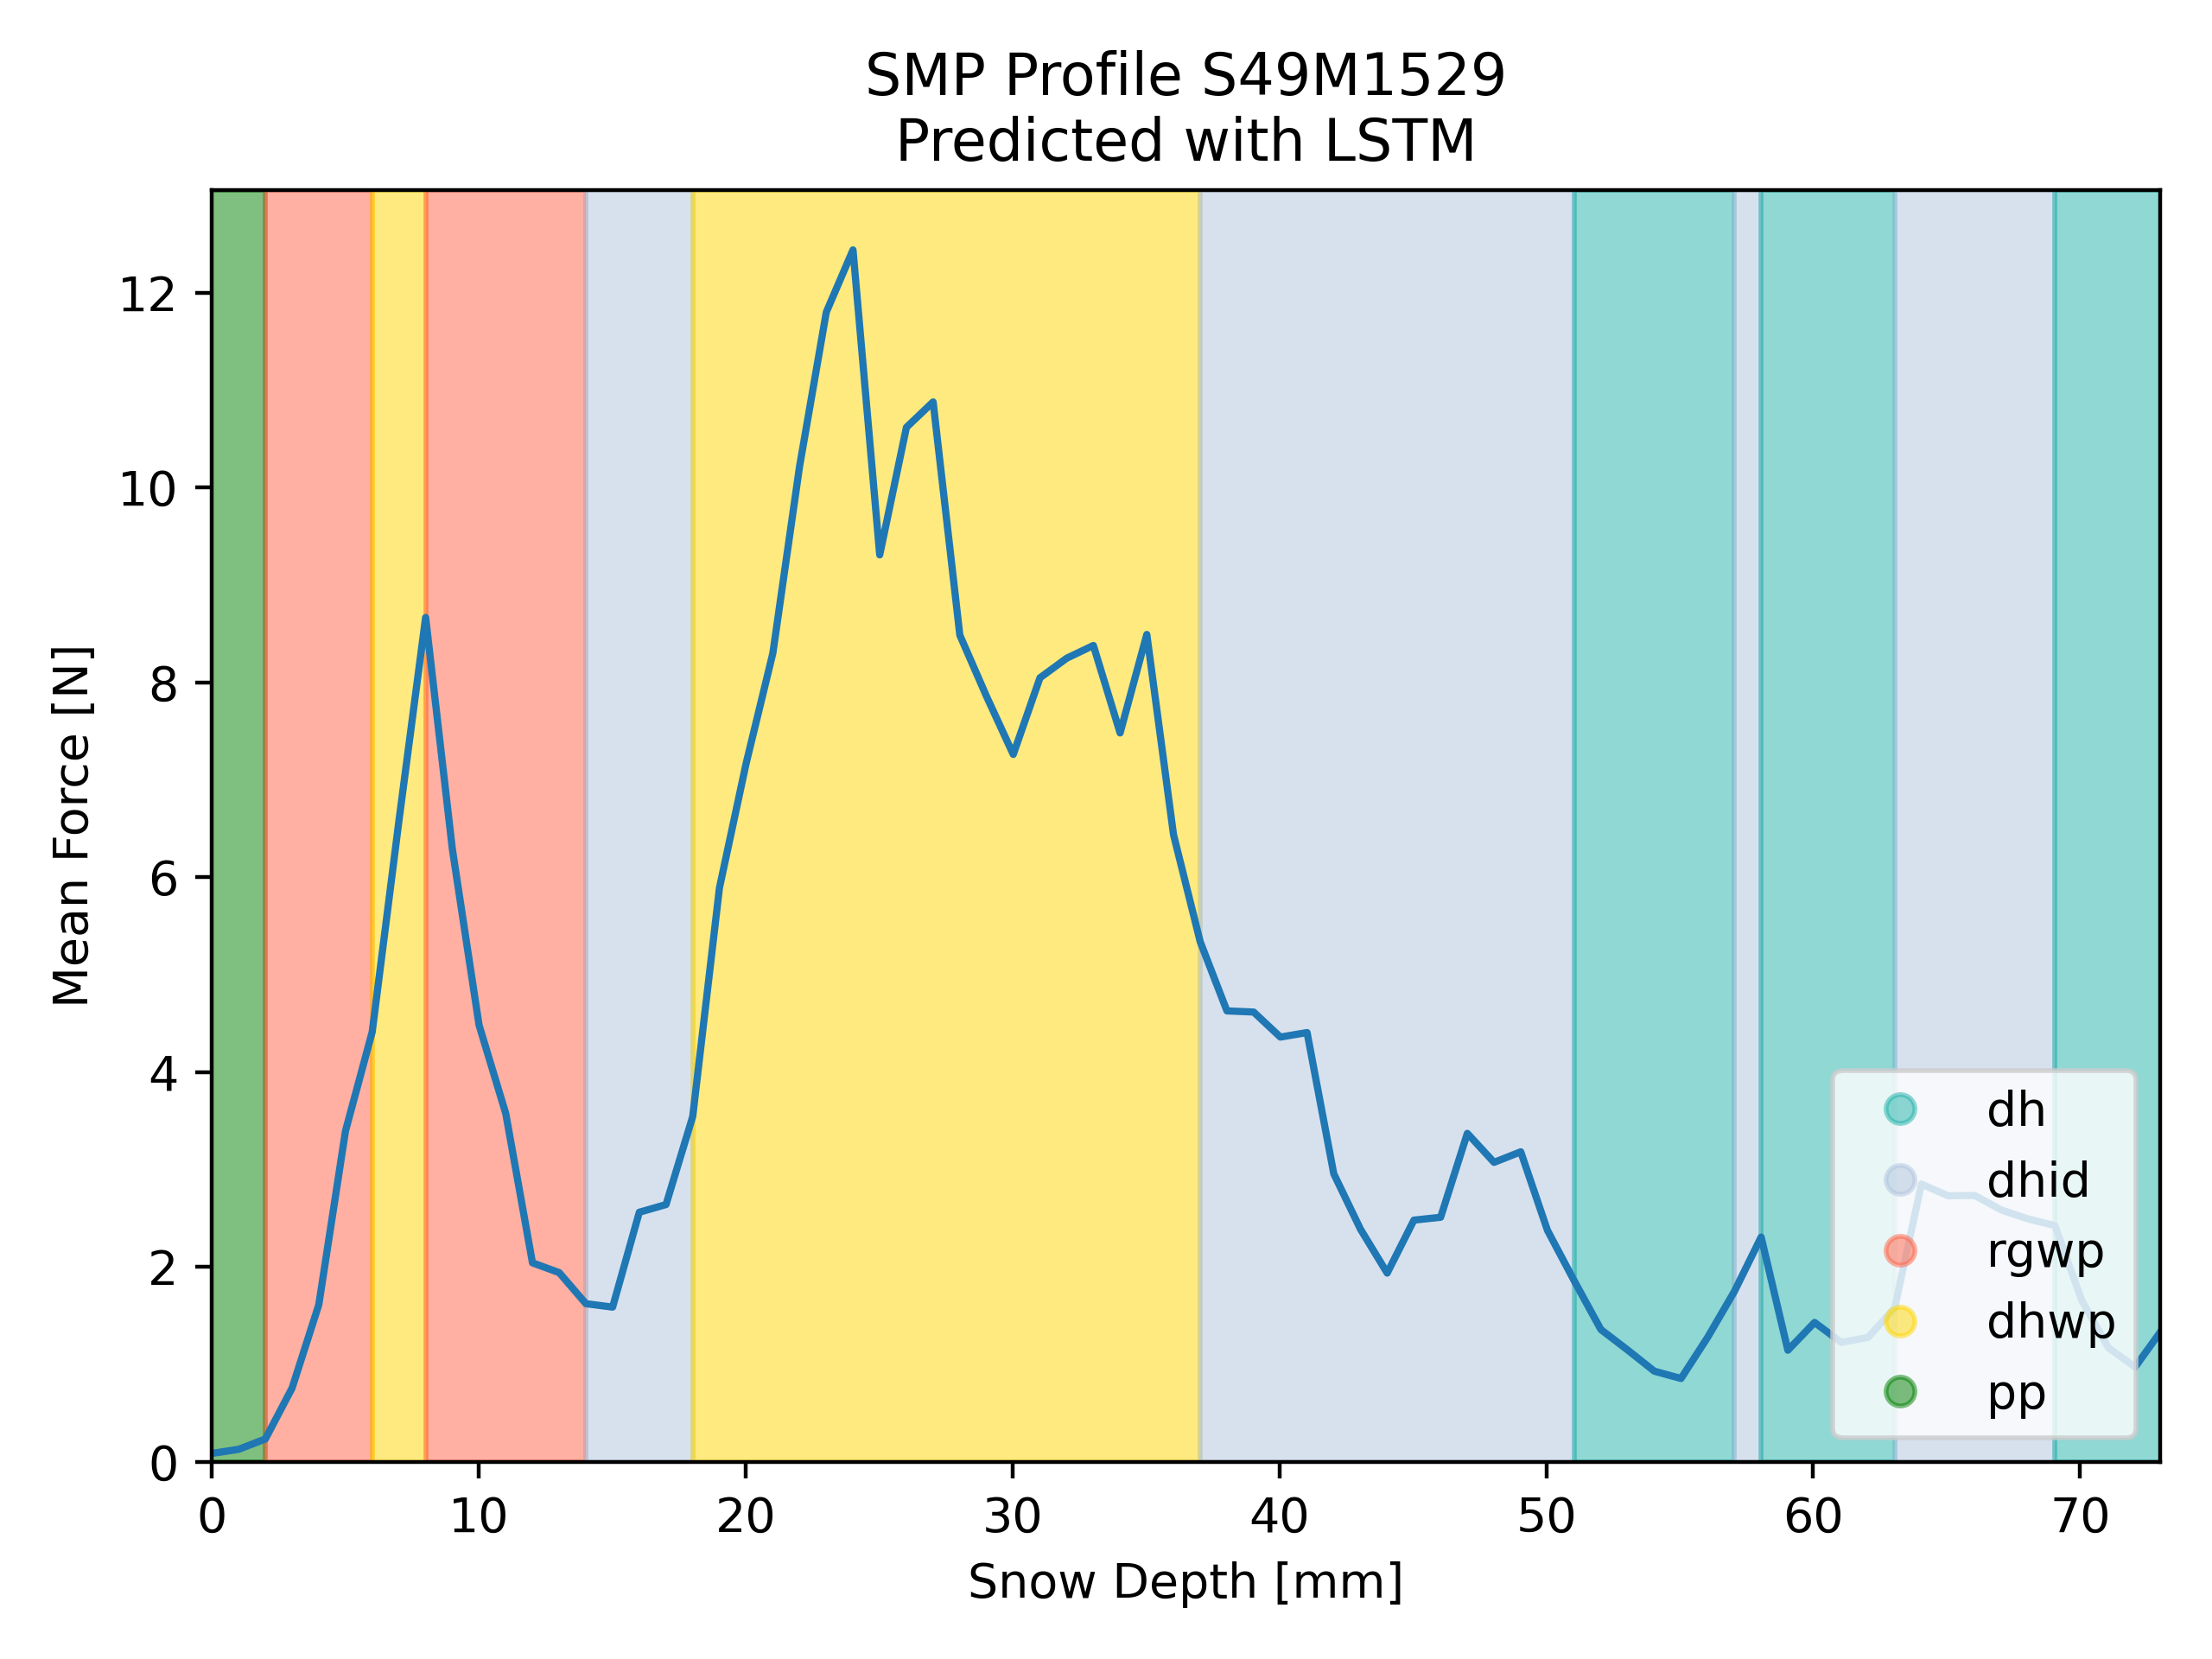 SMP Profile S49M1529
Predicted with LSTM
Mean Force [N]
12
10
8
6
4
2
0
0 10 20 30 40 50 60 70
Snow Depth [mm]
dh
dhid
rgwp
dhwp
pp